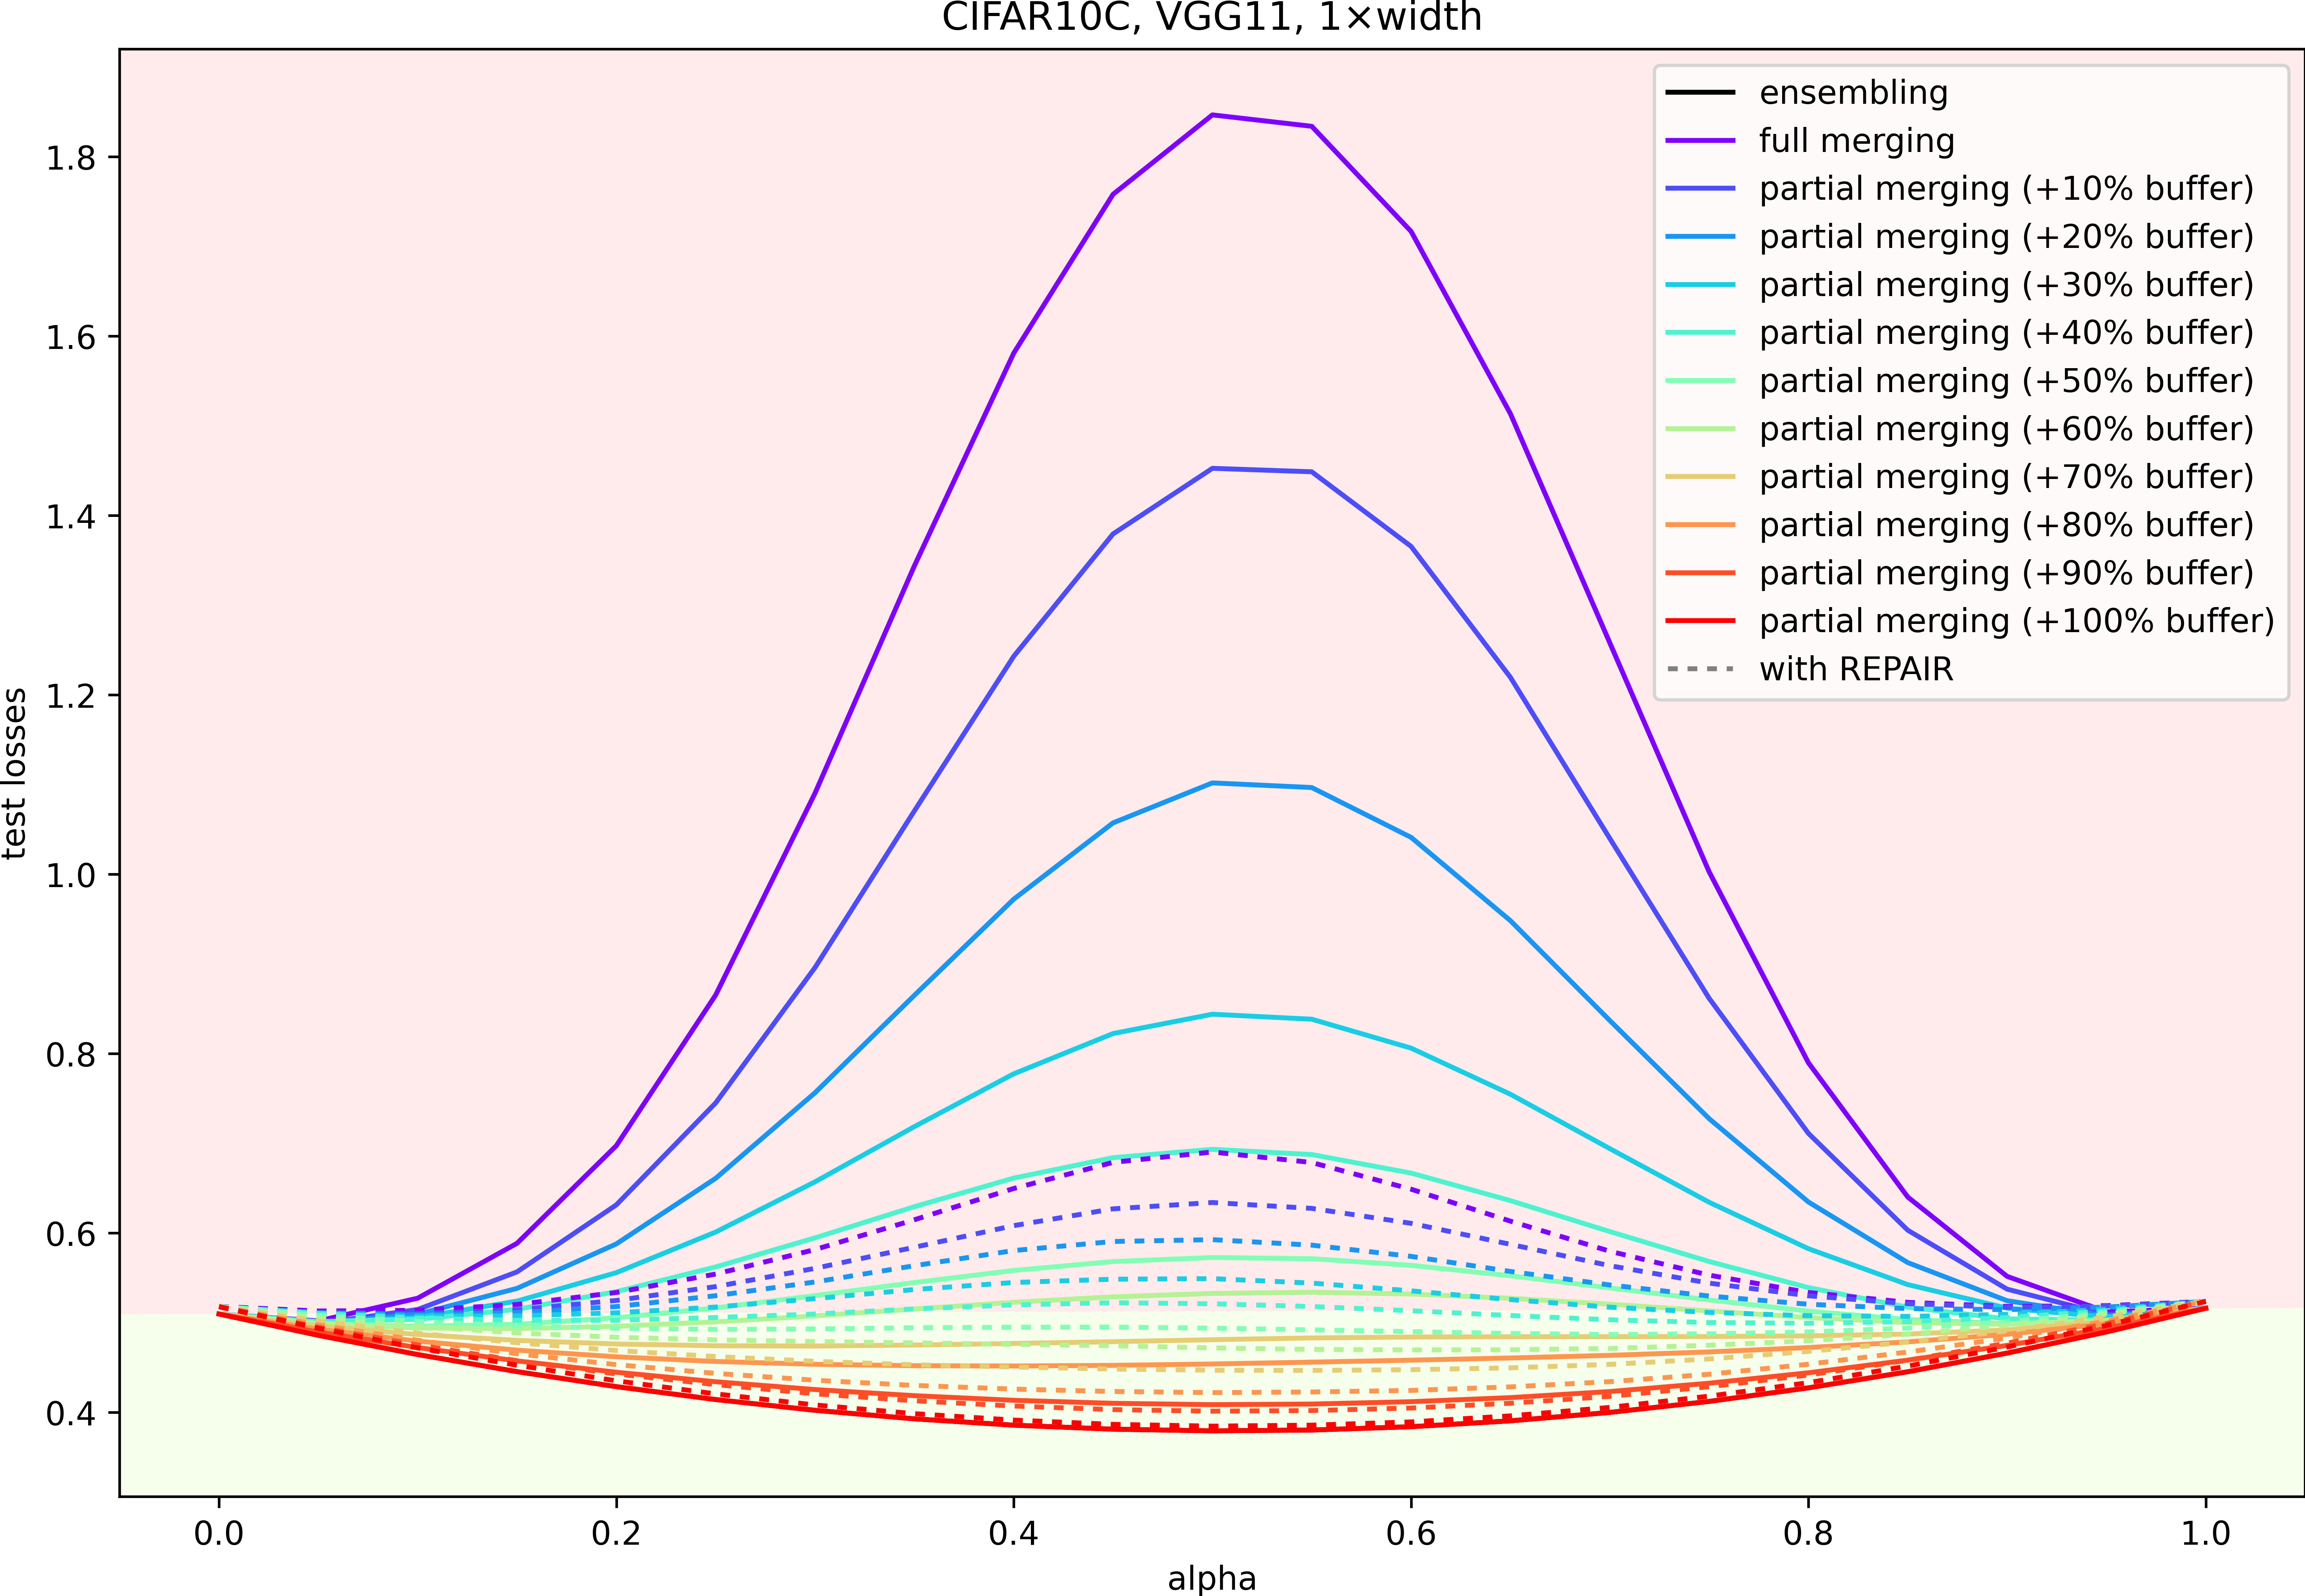 CIFAR10C, VGG11, 1×width
ensembling
full merging
partial merging (+10% buffer)
partial merging (+20% buffer)
partial merging (+30% buffer)
partial merging (+40% buffer)
partial merging (+50% buffer)
partial merging (+60% buffer)
partial merging (+70% buffer)
partial merging (+80% buffer)
partial merging (+90% buffer)
partial merging (+100% buffer)
with REPAIR
test losses
1.8
1.6
1.4
1.2
1.0
0.8
0.6
0.4
0.0 0.2 0.4 0.6 0.8 1.0
alpha